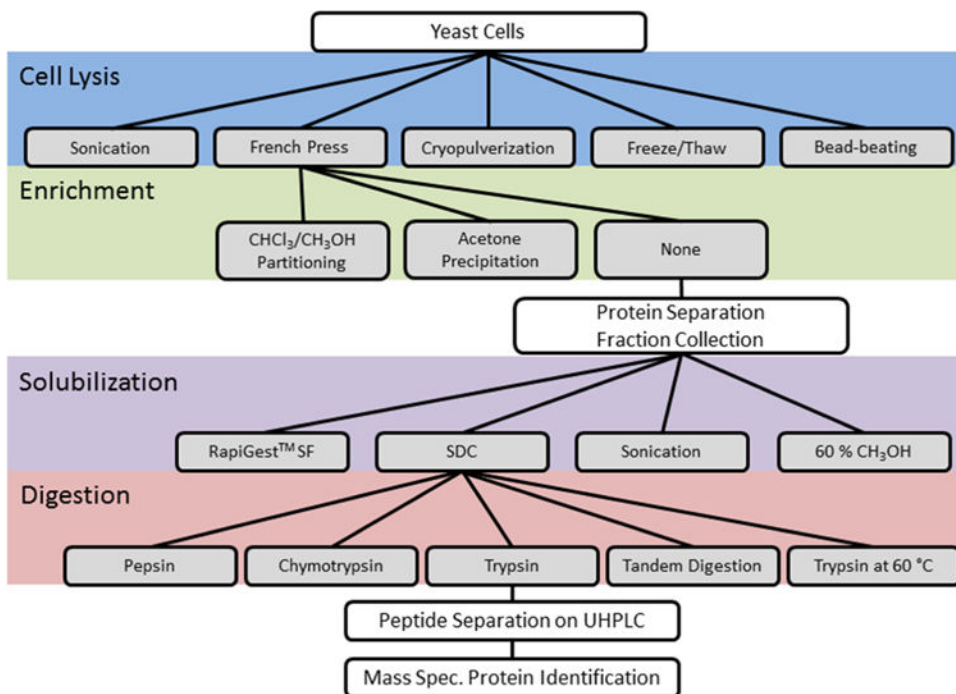 Yeast Cells
Cell Lysis
Sonication
French Press
Cryopulverization
Freeze/Thaw
Bead-beating
Enrichment
CHCl₃/CH₃OH
Partitioning
Acetone
Precipitation
None
Protein Separation
Fraction Collection
Solubilization
RapiGest™ SF
SDC
Sonication
60 % CH₃OH
Digestion
Pepsin
Chymotrypsin
Trypsin
Tandem Digestion
Trypsin at 60 °C
Peptide Separation on UHPLC
Mass Spec. Protein Identification